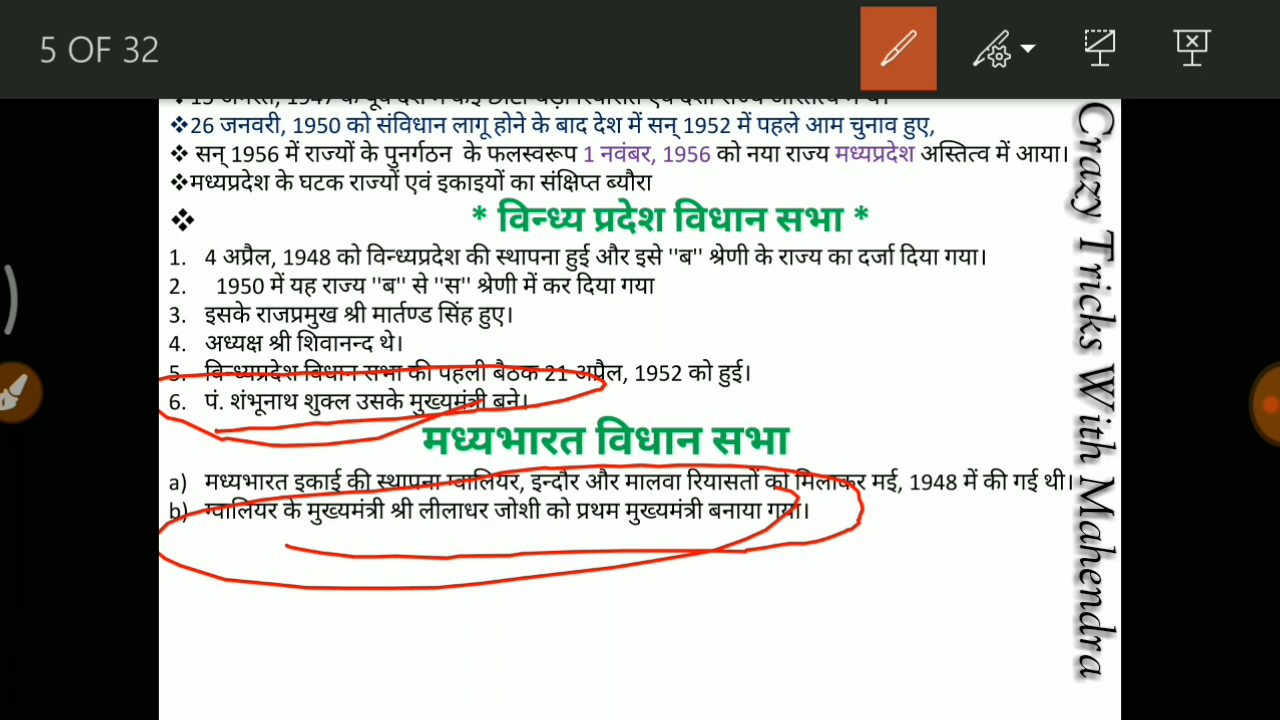 5 OF 32
26 जनवरी, 1950 को संविधान लागू होने के बाद देश में सन् 1952 में पहले आम चुनाव हुए,
सन् 1956 में राज्यों के पुनर्गठन के फलस्वरूप 1 नवंबर, 1956 को नया राज्य मध्यप्रदेश अस्तित्व में आया।
मध्यप्रदेश के घटक राज्यों एवं इकाइयों का संक्षिप्त ब्यौरा
* विन्ध्य प्रदेश विधान सभा *
1. 4 अप्रैल, 1948 को विन्ध्यप्रदेश की स्थापना हुई और इसे "ब" श्रेणी के राज्य का दर्जा दिया गया।
2. 1950 में यह राज्य "ब" से "स" श्रेणी में कर दिया गया
3. इसके राजप्रमुख श्री मार्तण्ड सिंह हुए।
4. अध्यक्ष श्री शिवानन्द थे।
5. विन्ध्यप्रदेश विधान सभा की पहली बैठक 21 अप्रैल, 1952 को हुई।
6. पं. शंभूनाथ शुक्ल उसके मुख्यमंत्री बने।
मध्यभारत विधान सभा
a) मध्यभारत इकाई की स्थापना ग्वालियर, इन्दौर और मालवा रियासतों को मिलाकर मई, 1948 में की गई थी।
b) ग्वालियर के मुख्यमंत्री श्री लीलाधर जोशी को प्रथम मुख्यमंत्री बनाया गया।
Crazy Tricks With Mahendra